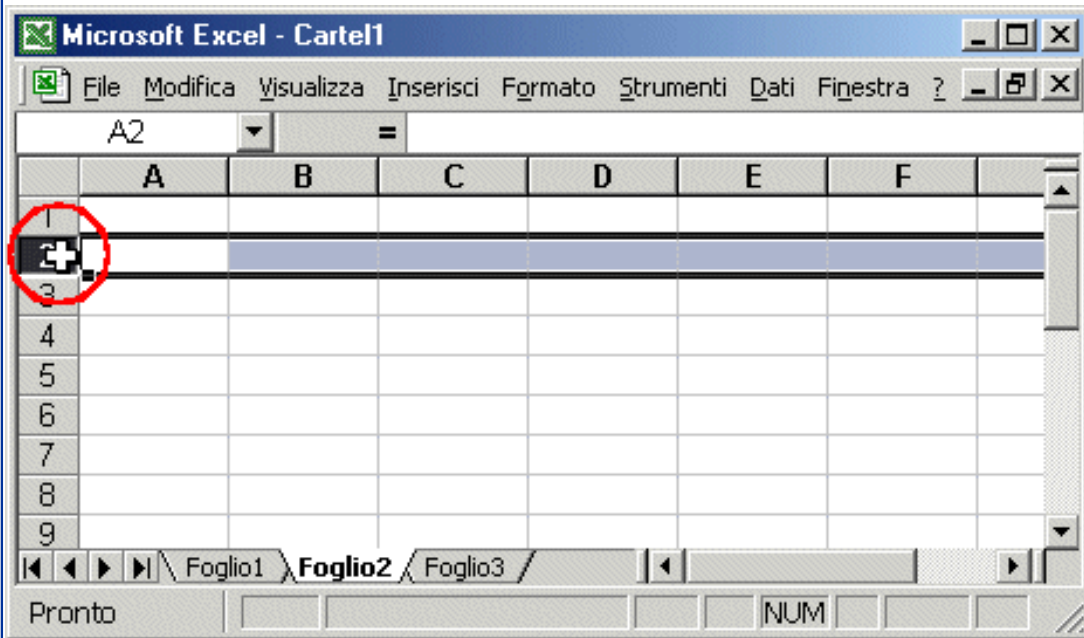 Microsoft Excel - Cartel1
File Modifica Visualizza Inserisci Formato Strumenti Dati Finestra ?
A2 =
A B C D E F
1
2
3
4
5
6
7
8
9
Foglio1 Foglio2 Foglio3
Pronto NUM